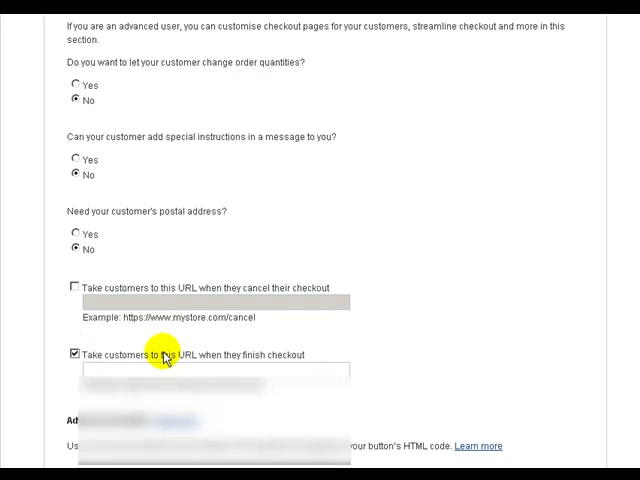 If you are an advanced user, you can customise checkout pages for your customers, streamline checkout and more in this
section.
Do you want to let your customer change order quantities?
Yes
No
Can your customer add special instructions in a message to you?
Yes
No
Need your customer's postal address?
Yes
No
Take customers to this URL when they cancel their checkout
Example: https://www.mystore.com/cancel
Take customers to this URL when they finish checkout
your button's HTML code. Learn more